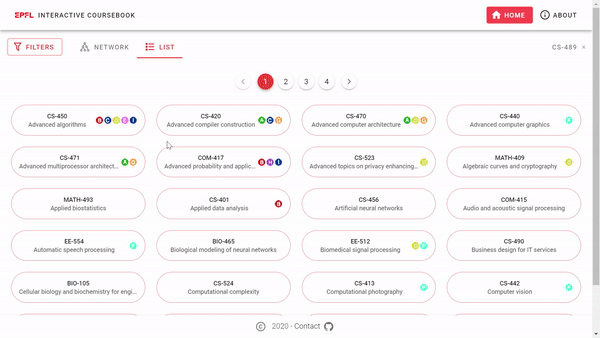 EPFL INTERACTIVE COURSEBOOK
HOME
ABOUT
FILTERS
NETWORK
LIST
CS-489 ×
1 2 3 4
CS-450
Advanced algorithms
CS-420
Advanced compiler construction
CS-470
Advanced computer architecture
CS-440
Advanced computer graphics
CS-471
Advanced multiprocessor architect...
COM-417
Advanced probability and applic...
CS-523
Advanced topics on privacy enhancing...
MATH-409
Algebraic curves and cryptography
MATH-493
Applied biostatistics
CS-401
Applied data analysis
B
CS-456
Artificial neural networks
COM-415
Audio and acoustic signal processing
EE-554
Automatic speech processing
BIO-465
Biological modeling of neural networks
EE-512
Biomedical signal processing
CS-490
Business design for IT services
BIO-105
Cellular biology and biochemistry for engi...
CS-524
Computational complexity
CS-413
Computational photography
CS-442
Computer vision
© 2020 - Contact